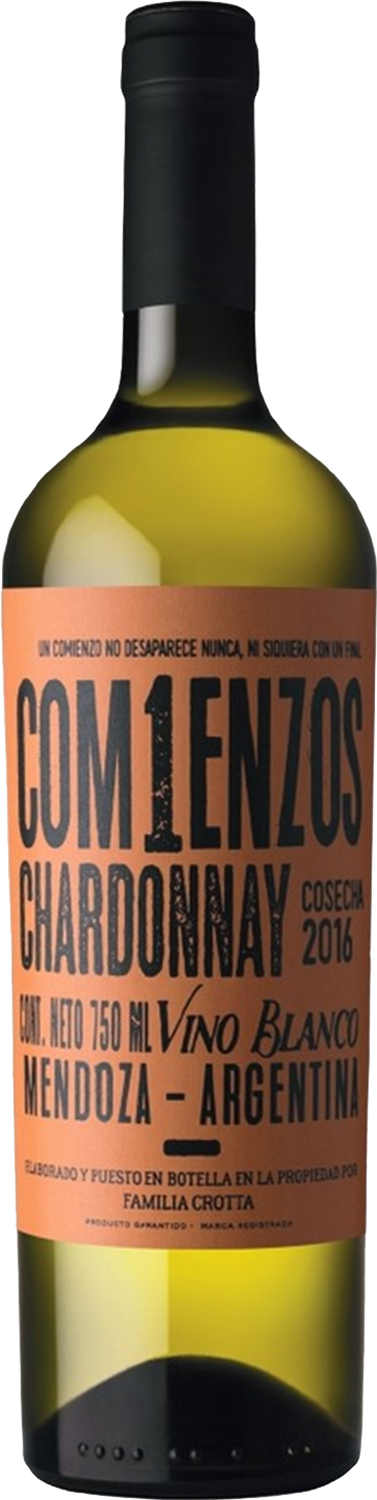 UN COMIENZO NO DESAPARECE NUNCA, NI SIQUIERA CON UN FINAL
COM1ENZOS
CHARDONNAY COSECHA 2016
CONT. NETO 750 ML VINO BLANCO
MENDOZA – ARGENTINA
ELABORADO Y PUESTO EN BOTELLA EN LA PROPIEDAD POR
FAMILIA CROTTA
PRODUCTO GARANTIDO - MARCA REGISTRADA